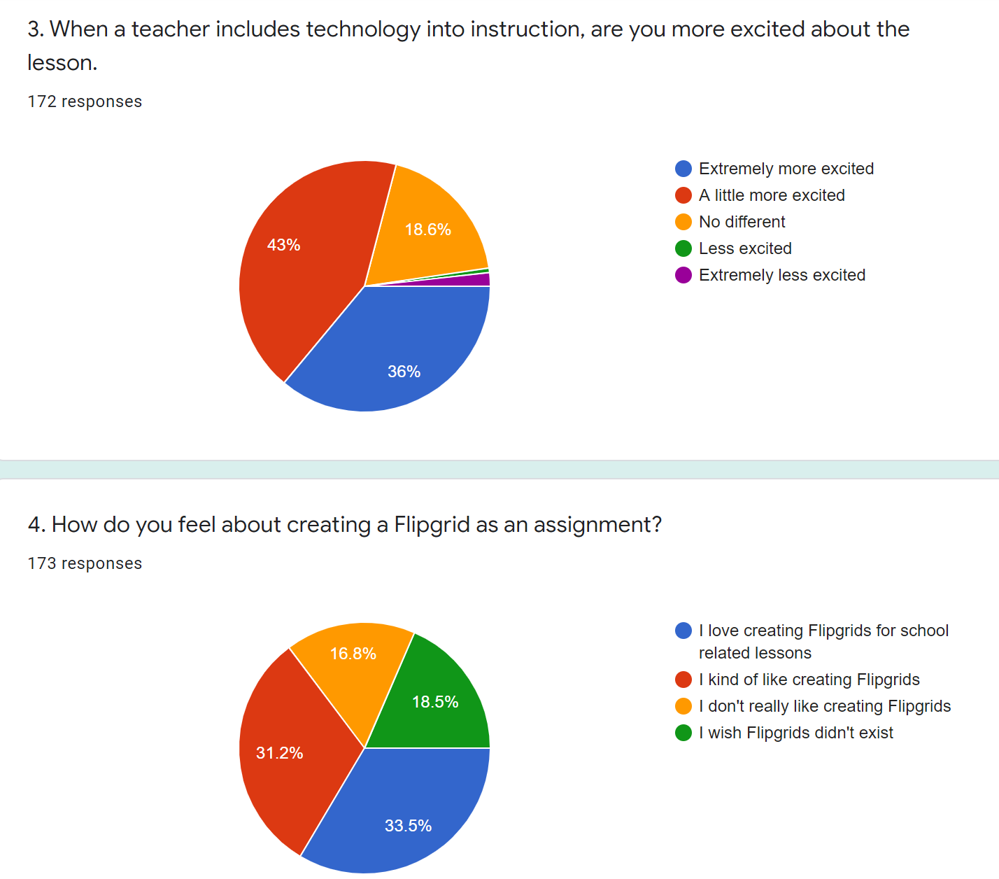 3. When a teacher includes technology into instruction, are you more excited about the
lesson.
172 responses
Extremely more excited
A little more excited
No different
Less excited
Extremely less excited
18.6%
43%
36%
4. How do you feel about creating a Flipgrid as an assignment?
173 responses
I love creating Flipgrids for school
related lessons
I kind of like creating Flipgrids
I don't really like creating Flipgrids
I wish Flipgrids didn't exist
16.8%
18.5%
31.2%
33.5%